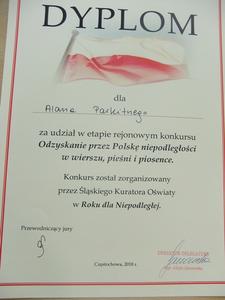 DYPLOM
dla
Alana Parkitnego
za udział w etapie rejonowym konkursu
Odzyskanie przez Polskę niepodległości
w wierszu, pieśni i piosence.
Konkurs został zorganizowany
przez Śląskiego Kuratora Oświaty
w Roku dla Niepodległej.
Przewodniczący jury
Częstochowa, 2018 r.